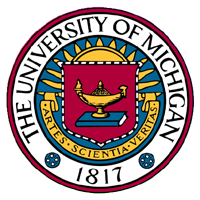 THE UNIVERSITY OF MICHIGAN
ARTES · SCIENTIA · VERITAS
1817